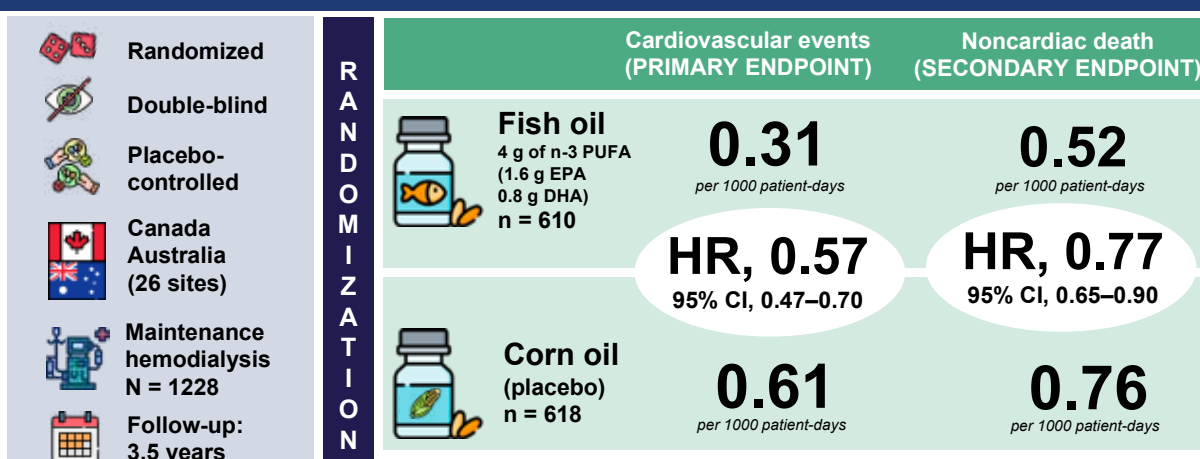 Randomized
Double-blind
Placebo-
controlled
Canada
Australia
(26 sites)
Maintenance
hemodialysis
N = 1228
Follow-up:
3.5 years
RANDOMIZATION
Cardiovascular events
(PRIMARY ENDPOINT)
Noncardiac death
(SECONDARY ENDPOINT)
Fish oil
4 g of n-3 PUFA
(1.6 g EPA
0.8 g DHA)
n = 610
0.31
per 1000 patient-days
0.52
per 1000 patient-days
HR, 0.57
95% CI, 0.47–0.70
HR, 0.77
95% CI, 0.65–0.90
Corn oil
(placebo)
n = 618
0.61
per 1000 patient-days
0.76
per 1000 patient-days